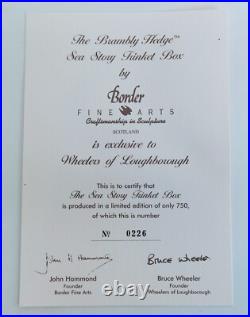 The Brambly Hedge™
Sea Story Trinket Box
by
Border
FINE ARTS
Craftsmanship in Sculpture
SCOTLAND
is exclusive to
Wheelers of Loughborough
This is to certify that
The Sea Story Trinket Box
is produced in a limited edition of only 750,
of which this is number
No 0226
John H Hammond
Bruce Wheeler
John Hammond
Bruce Wheeler
Founder
Founder
Border Fine Arts
Wheelers of Loughborough